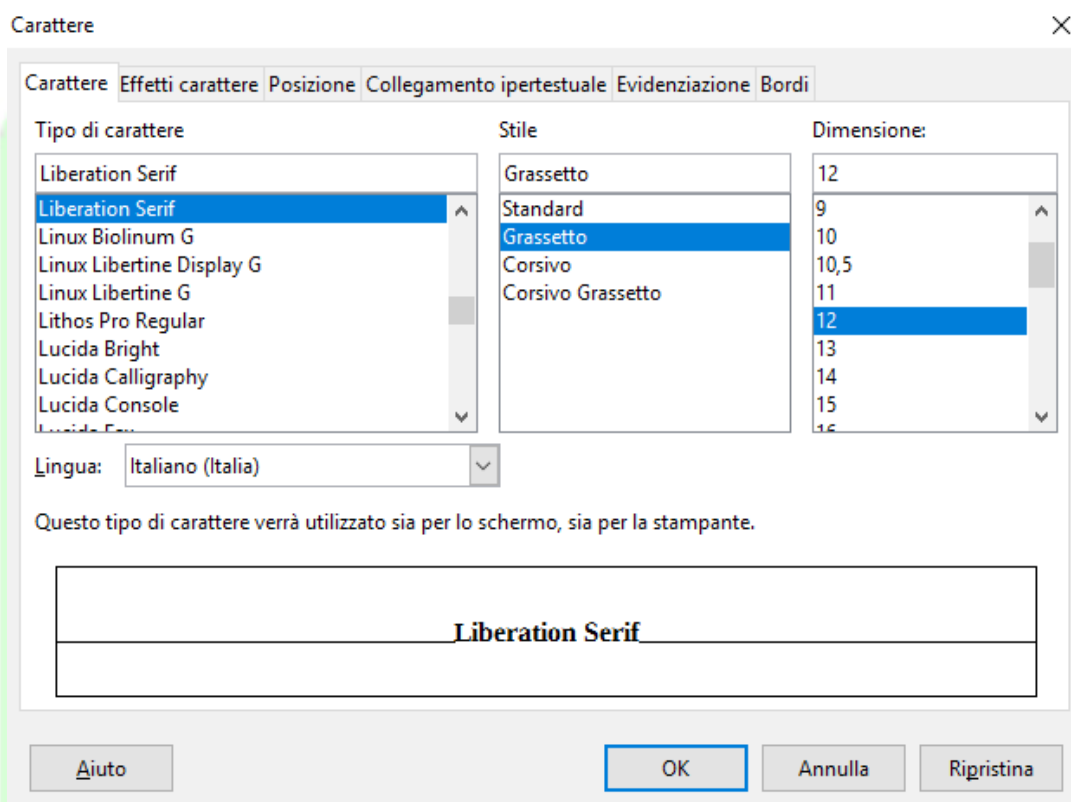 Carattere
Carattere Effetti carattere Posizione Collegamento ipertestuale Evidenziazione Bordi
Tipo di carattere
Liberation Serif
Liberation Serif
Linux Biolinum G
Linux Libertine Display G
Linux Libertine G
Lithos Pro Regular
Lucida Bright
Lucida Calligraphy
Lucida Console
Stile
Grassetto
Standard
Grassetto
Corsivo
Corsivo Grassetto
Dimensione:
12
9
10
10,5
11
12
13
14
15
Lingua: Italiano (Italia)
Questo tipo di carattere verrà utilizzato sia per lo schermo, sia per la stampante.
Liberation Serif
Aiuto OK Annulla Ripristina